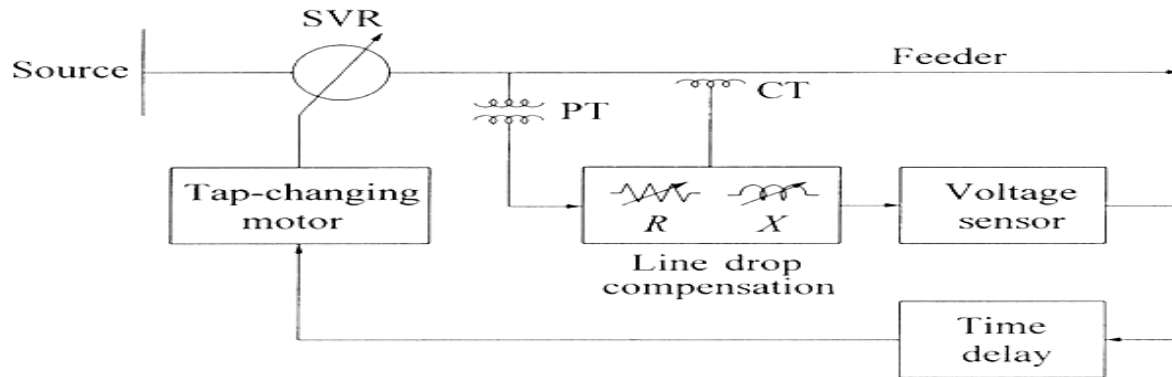 SVR
Source
Feeder
PT
CT
Tap-changing
motor
R X
Line drop
compensation
Voltage
sensor
Time
delay